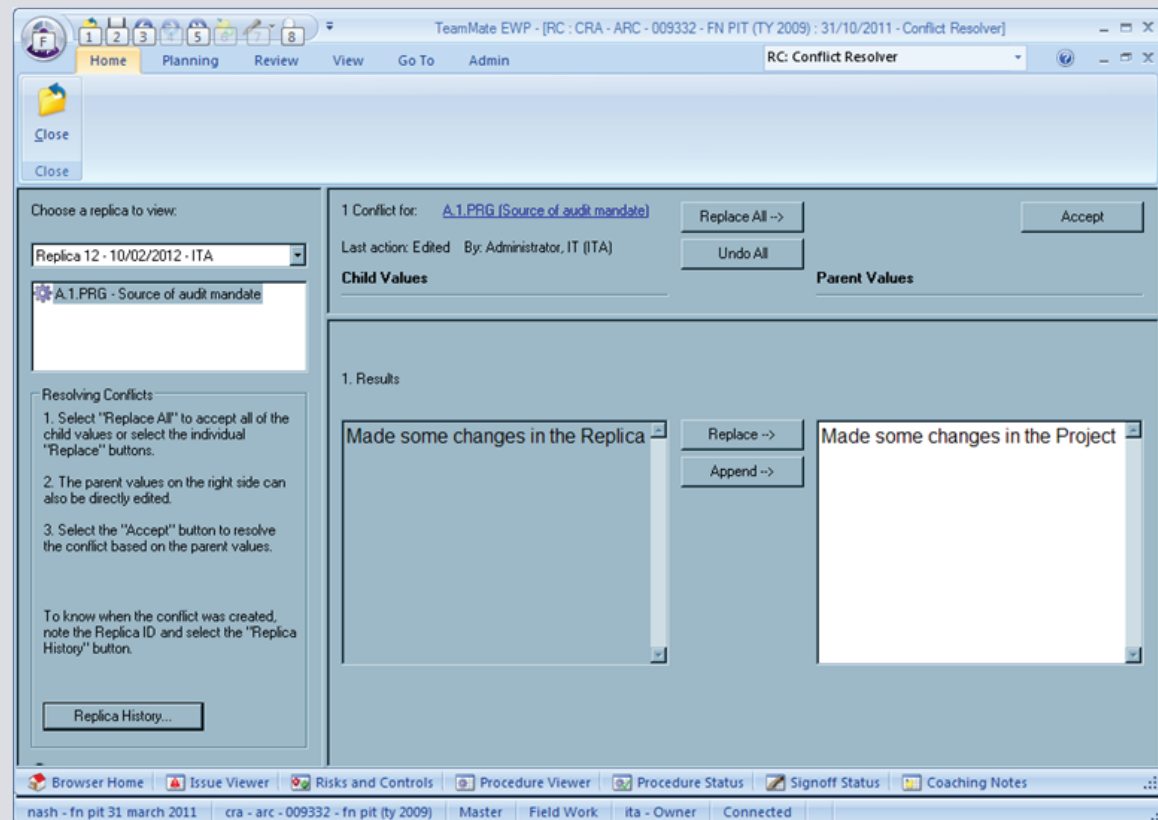 F 1 2 3 5 7 8
TeamMate EWP - [RC : CRA - ARC - 009332 - FN PIT (TY 2009) : 31/10/2011 - Conflict Resolver]
Home Planning Review View Go To Admin
RC: Conflict Resolver
Close
Close
Choose a replica to view:
Replica 12 - 10/02/2012 - ITA
A.1.PRG - Source of audit mandate
Resolving Conflicts
1. Select "Replace All" to accept all of the
child values or select the individual
"Replace" buttons.
2. The parent values on the right side can
also be directly edited.
3. Select the "Accept" button to resolve
the conflict based on the parent values.
To know when the conflict was created,
note the Replica ID and select the "Replica
History" button.
Replica History...
1 Conflict for: A.1.PRG (Source of audit mandate)
Replace All -->
Accept
Last action: Edited By: Administrator, IT (ITA)
Undo All
Child Values
Parent Values
1. Results
Made some changes in the Replica
Replace -->
Append -->
Made some changes in the Project
Browser Home Issue Viewer Risks and Controls Procedure Viewer Procedure Status Signoff Status Coaching Notes
nash - fn pit 31 march 2011 cra - arc - 009332 - fn pit (ty 2009) Master Field Work ita - Owner Connected